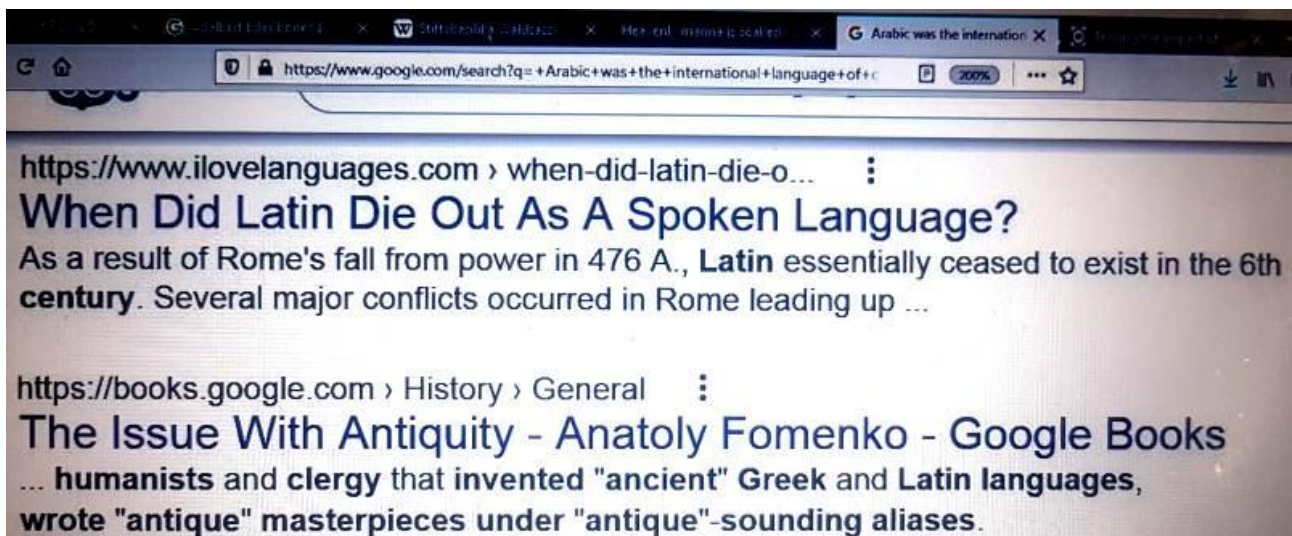 Arabic was the internation
https://www.google.com/search?q= +Arabic+was+the+international+language+of+c
200%
https://www.ilovelanguages.com › when-did-latin-die-o...
When Did Latin Die Out As A Spoken Language?
As a result of Rome's fall from power in 476 A., Latin essentially ceased to exist in the 6th
century. Several major conflicts occurred in Rome leading up ...
https://books.google.com › History › General
The Issue With Antiquity - Anatoly Fomenko - Google Books
... humanists and clergy that invented "ancient" Greek and Latin languages,
wrote "antique" masterpieces under "antique"-sounding aliases.